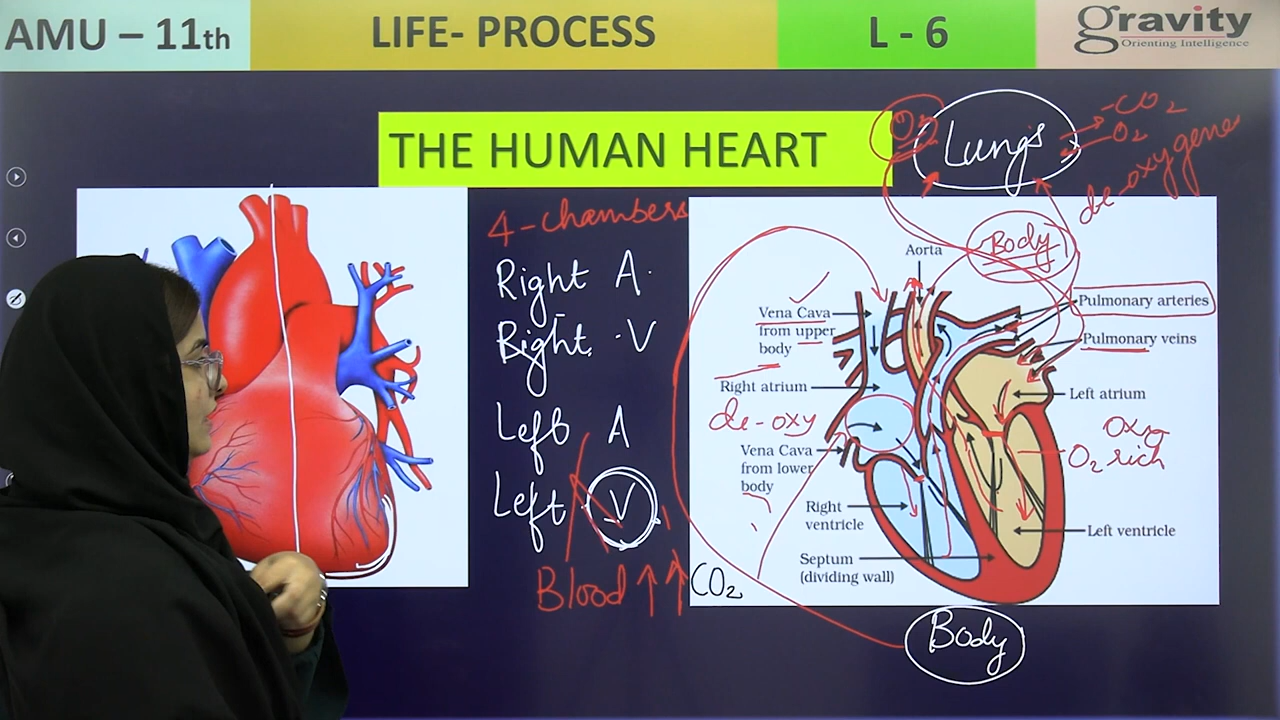 AMU – 11th
LIFE- PROCESS
L - 6
gravity
Orienting Intelligence
THE HUMAN HEART
O2
Lungs
-CO2
O2
de-oxygene
4-chambers
Right A
Right V
Left A
Left V
Blood ↑↑
Body
Aorta
Vena Cava
from upper
body
Pulmonary arteries
Pulmonary veins
Right atrium
Left atrium
de-oxy
Oxy
O2 rich
Vena Cava
from lower
body
Right
ventricle
Left ventricle
Septum
(dividing wall)
CO2
Body